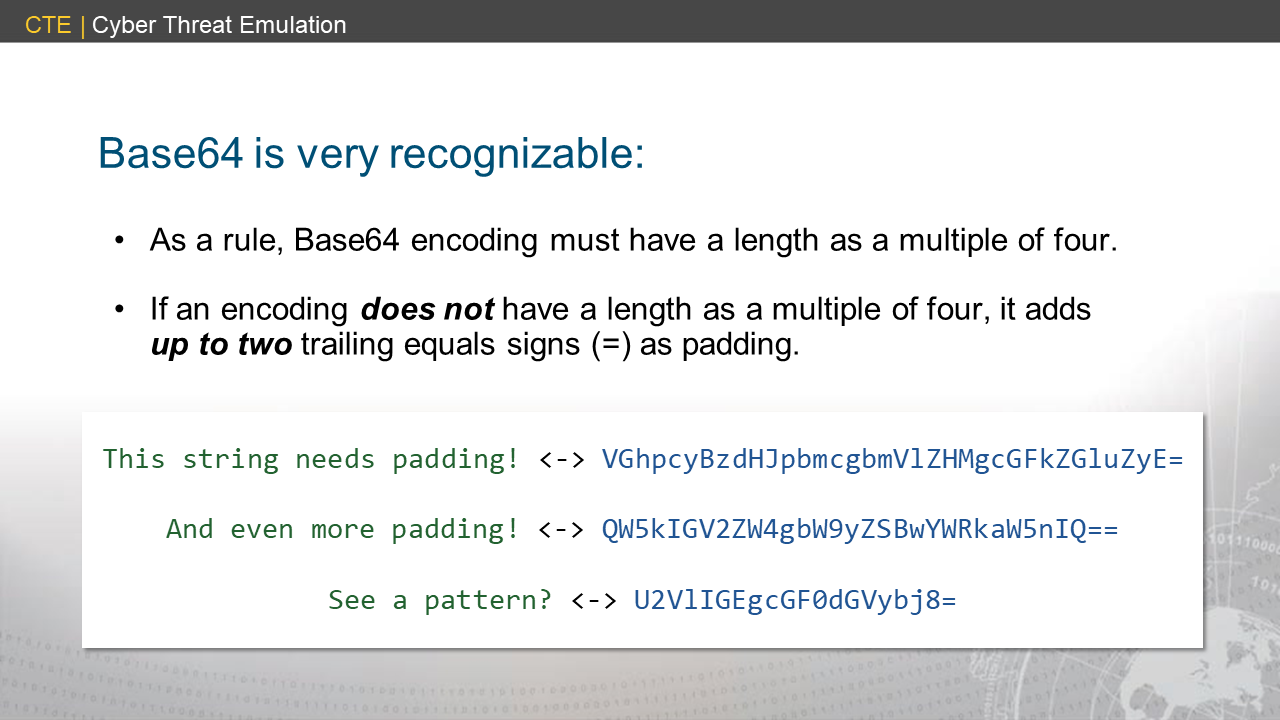 CTE | Cyber Threat Emulation
Base64 is very recognizable:
• As a rule, Base64 encoding must have a length as a multiple of four.
• If an encoding does not have a length as a multiple of four, it adds
up to two trailing equals signs (=) as padding.
This string needs padding! <-> VGhpcyBzdHJpbmcgbmVlZHMgcGFkZGluZyE=
And even more padding! <-> QW5kIGV2ZW4gbW9yZSBwYWRkaW5nIQ==
See a pattern? <-> U2VlIGEgcGF0dGVybj8=